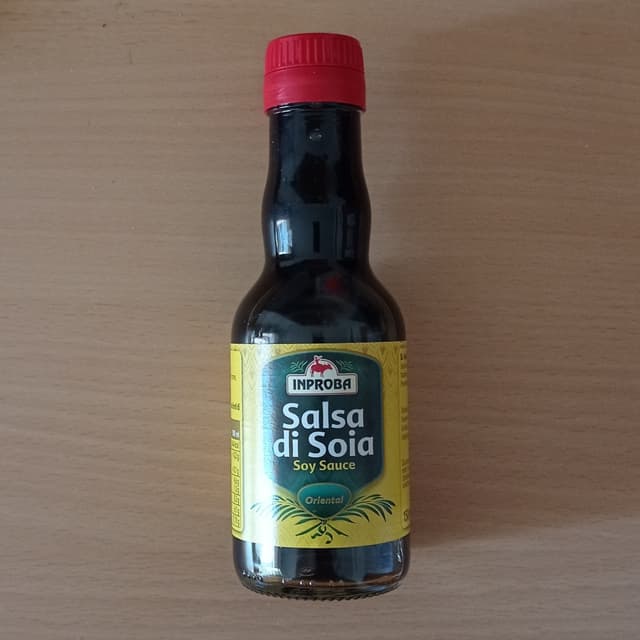 INPROBA
Salsa
di Soia
Soy Sauce
Oriental